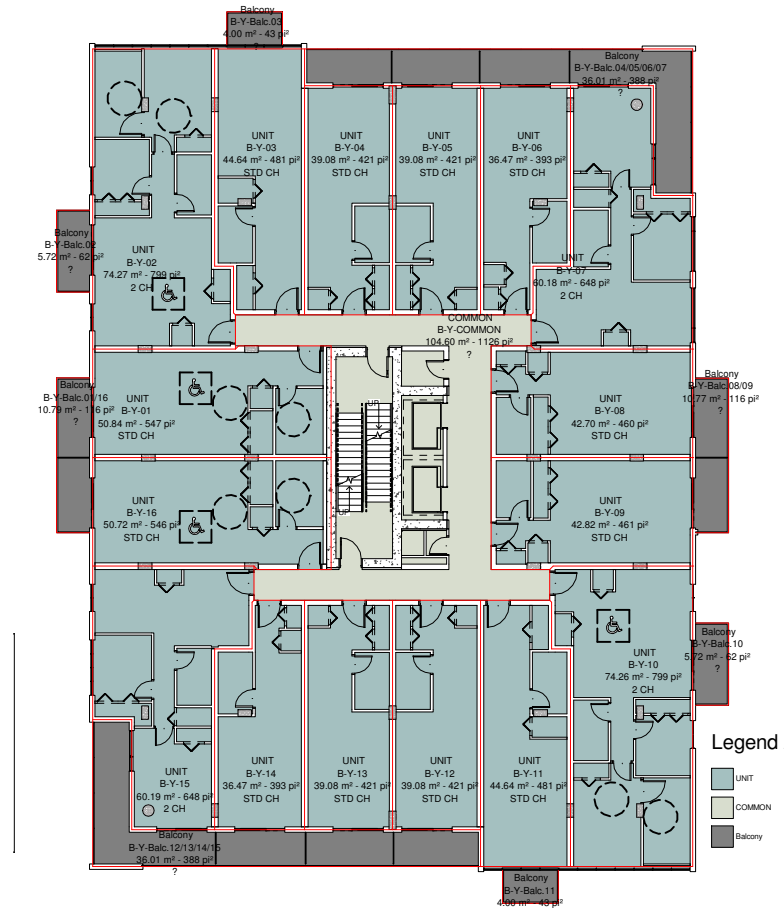 Balcony
B-Y-Balc.03
4.00 m² - 43 pi²
?
Balcony
B-Y-Balc.04/05/06/07
36.01 m² - 388 pi²
?
UNIT
B-Y-03
44.64 m² - 481 pi²
STD CH
UNIT
B-Y-04
39.08 m² - 421 pi²
STD CH
UNIT
B-Y-05
39.08 m² - 421 pi²
STD CH
UNIT
B-Y-06
36.47 m² - 393 pi²
STD CH
Balcony
B-Y-Balc.02
5.72 m² - 62 pi²
?
UNIT
B-Y-02
74.27 m² - 799 pi²
2 CH
UNIT
B-Y-07
60.18 m² - 648 pi²
2 CH
COMMON
B-Y-COMMON
104.60 m² - 1126 pi²
?
Balcony
B-Y-Balc.01/16
10.79 m² - 116 pi²
?
UNIT
B-Y-01
50.84 m² - 547 pi²
STD CH
UP
UNIT
B-Y-08
42.70 m² - 460 pi²
STD CH
Balcony
B-Y-Balc.08/09
10.77 m² - 116 pi²
?
UNIT
B-Y-16
50.72 m² - 546 pi²
STD CH
UP
UNIT
B-Y-09
42.82 m² - 461 pi²
STD CH
UNIT
B-Y-10
74.26 m² - 799 pi²
2 CH
Balcony
B-Y-Balc.10
5.72 m² - 62 pi²
?
UNIT
B-Y-15
60.19 m² - 648 pi²
2 CH
UNIT
B-Y-14
36.47 m² - 393 pi²
STD CH
UNIT
B-Y-13
39.08 m² - 421 pi²
STD CH
UNIT
B-Y-12
39.08 m² - 421 pi²
STD CH
UNIT
B-Y-11
44.64 m² - 481 pi²
STD CH
Balcony
B-Y-Balc.12/13/14/15
36.01 m² - 388 pi²
?
Balcony
B-Y-Balc.11
4.00 m² - 43 pi²
?
Legend
UNIT
COMMON
Balcony